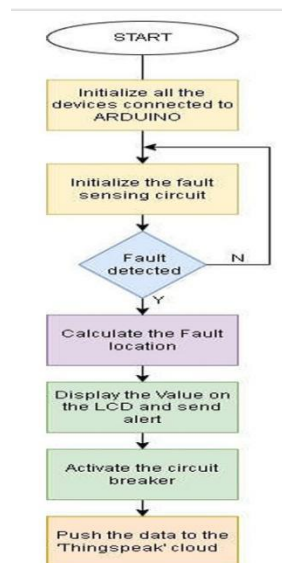 START
Initialize all the
devices connected to
ARDUINO
Initialize the fault
sensing circuit
Fault
detected
N
Y
Calculate the Fault
location
Display the Value on
the LCD and send
alert
Activate the circuit
breaker
Push the data to the
'Thingspeak' cloud